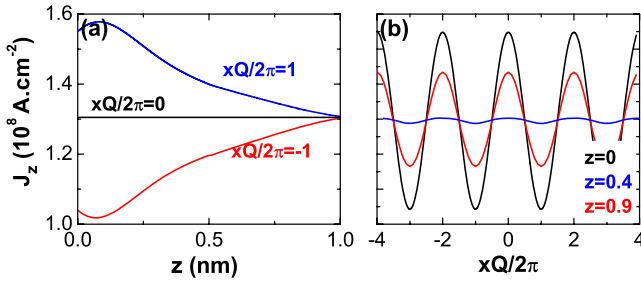 (a)
(b)
xQ/2π=1
xQ/2π=0
xQ/2π=-1
J_z (10^8 A.cm^-2)
1.6
1.4
1.2
1.0
0.0
0.5
1.0
z (nm)
z=0
z=0.4
z=0.9
-4
-2
0
2
4
xQ/2π